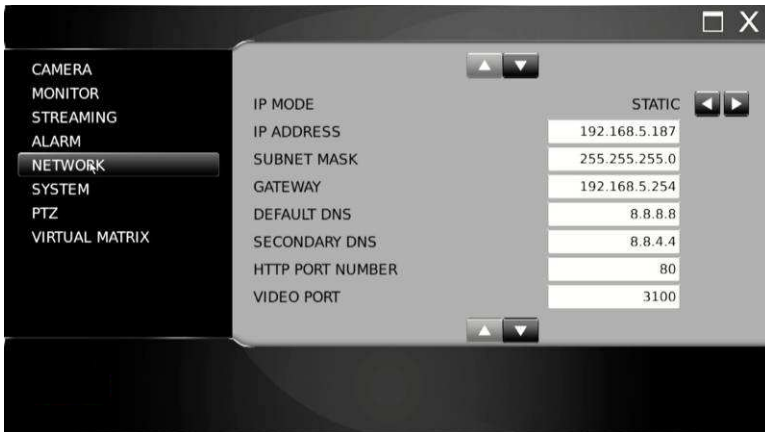 CAMERA
MONITOR
STREAMING
ALARM
NETWORK
SYSTEM
PTZ
VIRTUAL MATRIX
IP MODE STATIC
IP ADDRESS 192.168.5.187
SUBNET MASK 255.255.255.0
GATEWAY 192.168.5.254
DEFAULT DNS 8.8.8.8
SECONDARY DNS 8.8.4.4
HTTP PORT NUMBER 80
VIDEO PORT 3100